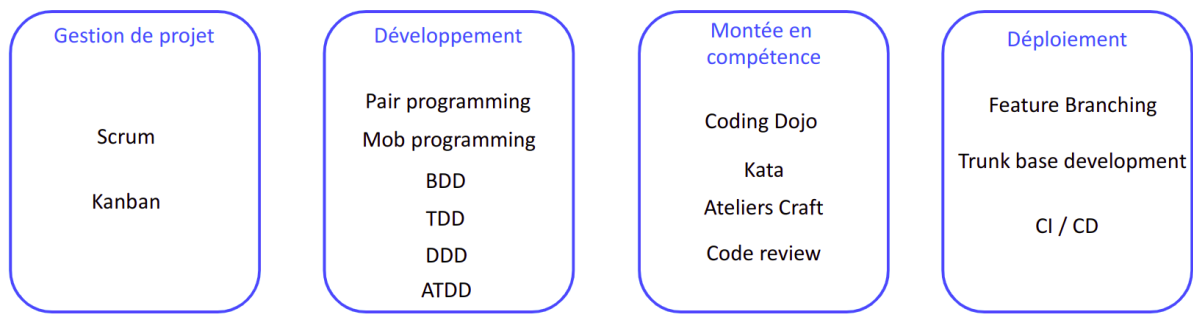 Gestion de projet
Scrum
Kanban
Développement
Pair programming
Mob programming
BDD
TDD
DDD
ATDD
Montée en
compétence
Coding Dojo
Kata
Ateliers Craft
Code review
Déploiement
Feature Branching
Trunk base development
CI / CD